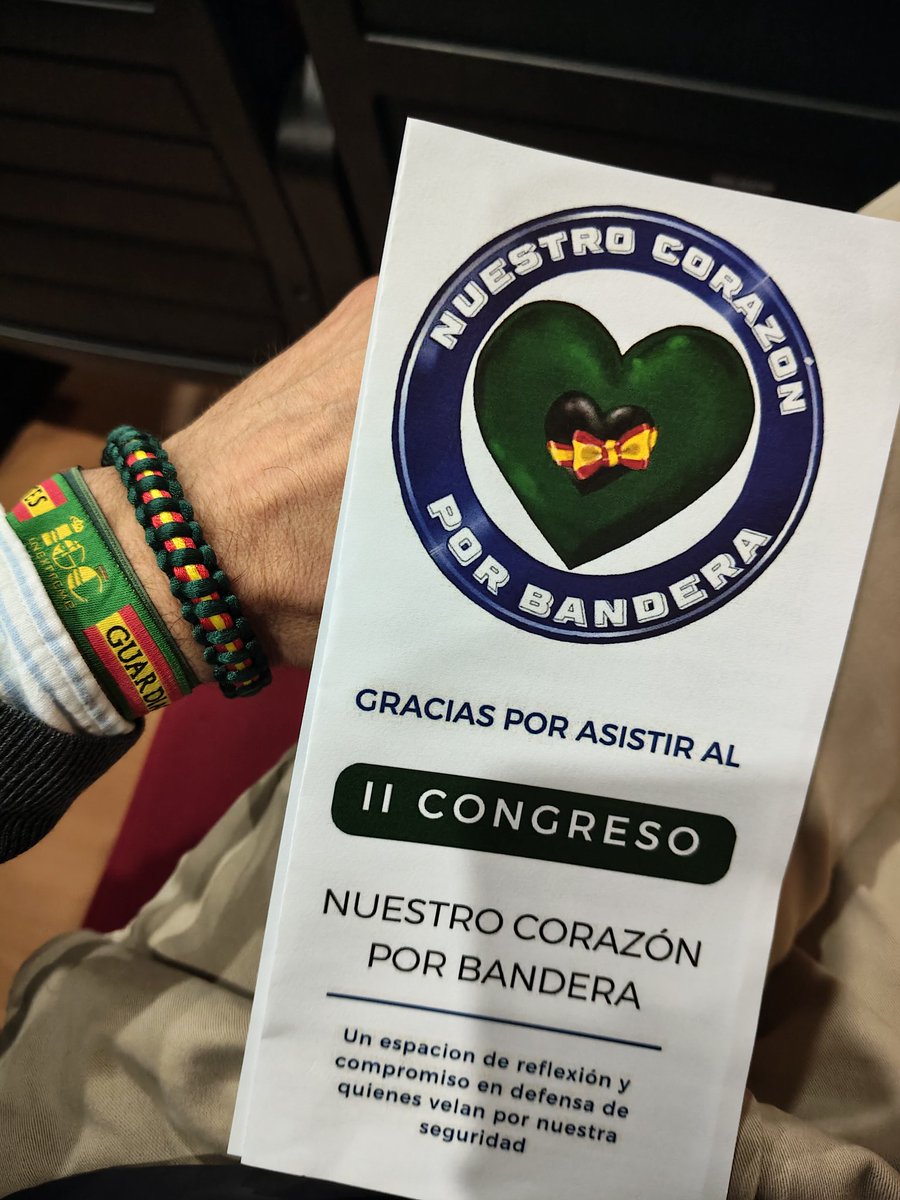 NUESTRO CORAZÓN
POR BANDERA
GRACIAS POR ASISTIR AL
II CONGRESO
NUESTRO CORAZÓN
POR BANDERA
Un espacion de reflexión y
compromiso en defensa de
quienes velan por nuestra
seguridad
GUARDIA